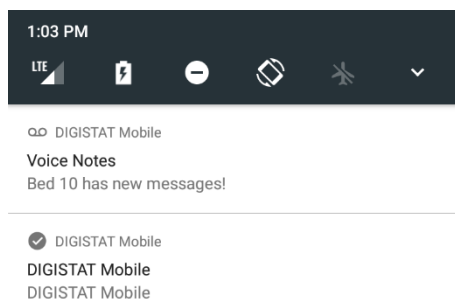 1:03 PM
LTE
DIGISTAT Mobile
Voice Notes
Bed 10 has new messages!
DIGISTAT Mobile
DIGISTAT Mobile
DIGISTAT Mobile